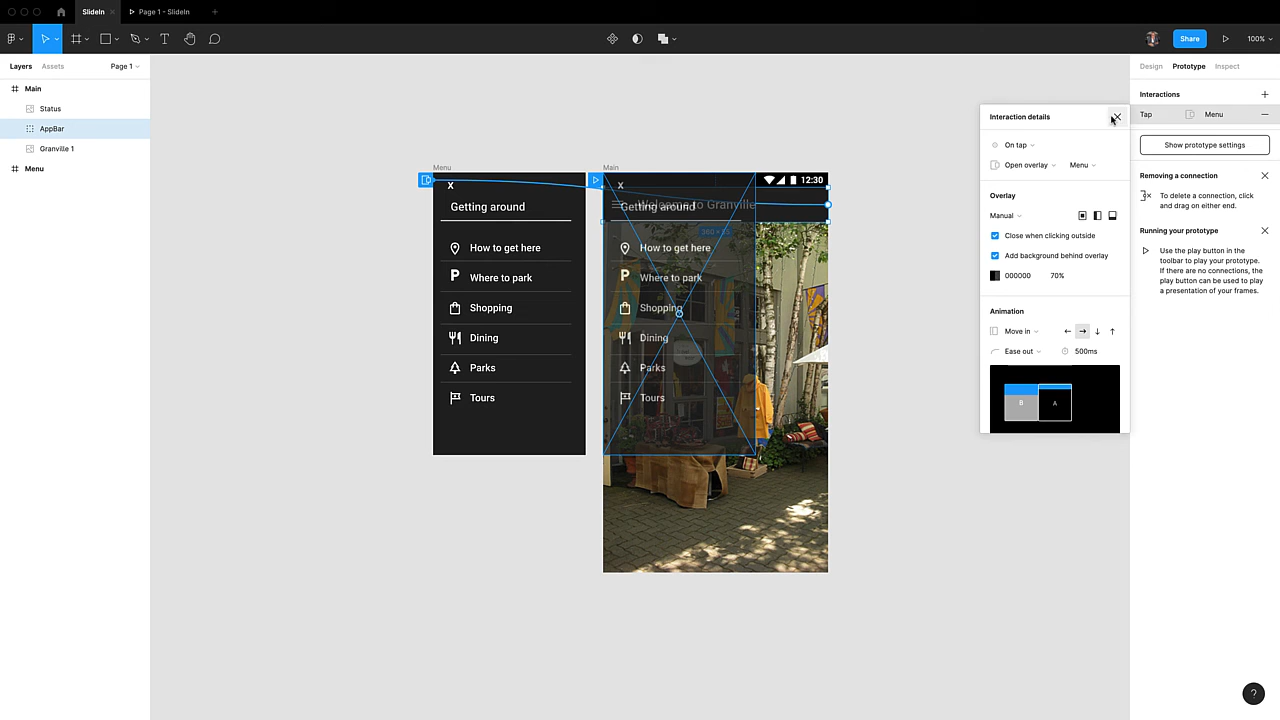 SlideIn
Page 1 - SlideIn
Share
100%
Layers
Assets
Page 1
Design
Prototype
Inspect
Main
Status
AppBar
Granville 1
Menu
Interactions
Tap
Menu
Show prototype settings
Removing a connection
To delete a connection, click
and drag on either end.
Running your prototype
Use the play button in the
toolbar to play your prototype.
If there are no connections, the
play button can be used to play
a presentation of your frames.
Interaction details
On tap
Open overlay
Menu
Overlay
Manual
Close when clicking outside
Add background behind overlay
000000
70%
Animation
Move in
Ease out
500ms
B
A
Menu
X
Getting around
How to get here
P
Where to park
Shopping
Dining
Parks
Tours
Main
12:30
X
Welcome to Granville
Getting around
360 × 55
How to get here
P
Where to park
Shopping
Dining
Parks
Tours
?